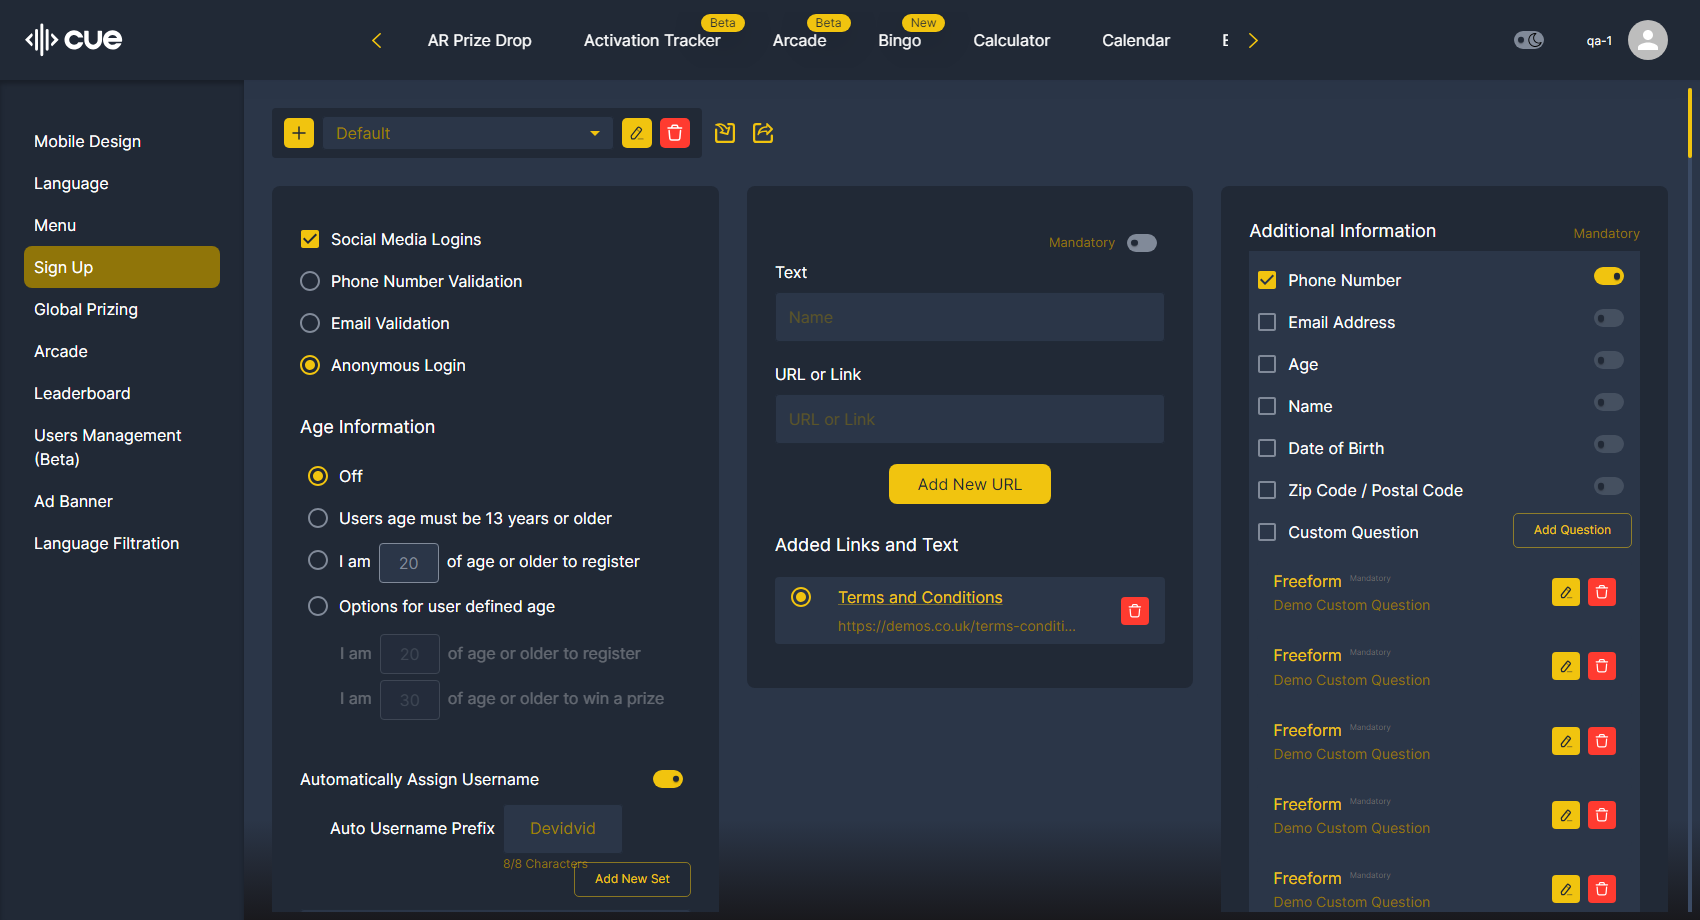 cue
AR Prize Drop
Activation Tracker
Beta
Arcade
Beta
Bingo
New
Calculator
Calendar
qa-1
Mobile Design
Language
Menu
Sign Up
Global Prizing
Arcade
Leaderboard
Users Management
(Beta)
Ad Banner
Language Filtration
Default
Social Media Logins
Phone Number Validation
Email Validation
Anonymous Login
Age Information
Off
Users age must be 13 years or older
I am 20 of age or older to register
Options for user defined age
I am 20 of age or older to register
I am 30 of age or older to win a prize
Automatically Assign Username
Auto Username Prefix Devidvid
8/8 Characters
Add New Set
Mandatory
Text
Name
URL or Link
URL or Link
Add New URL
Added Links and Text
Terms and Conditions
https://demos.co.uk/terms-conditi...
Additional Information Mandatory
Phone Number
Email Address
Age
Name
Date of Birth
Zip Code / Postal Code
Custom Question Add Question
Freeform Mandatory
Demo Custom Question
Freeform Mandatory
Demo Custom Question
Freeform Mandatory
Demo Custom Question
Freeform Mandatory
Demo Custom Question
Freeform Mandatory
Demo Custom Question